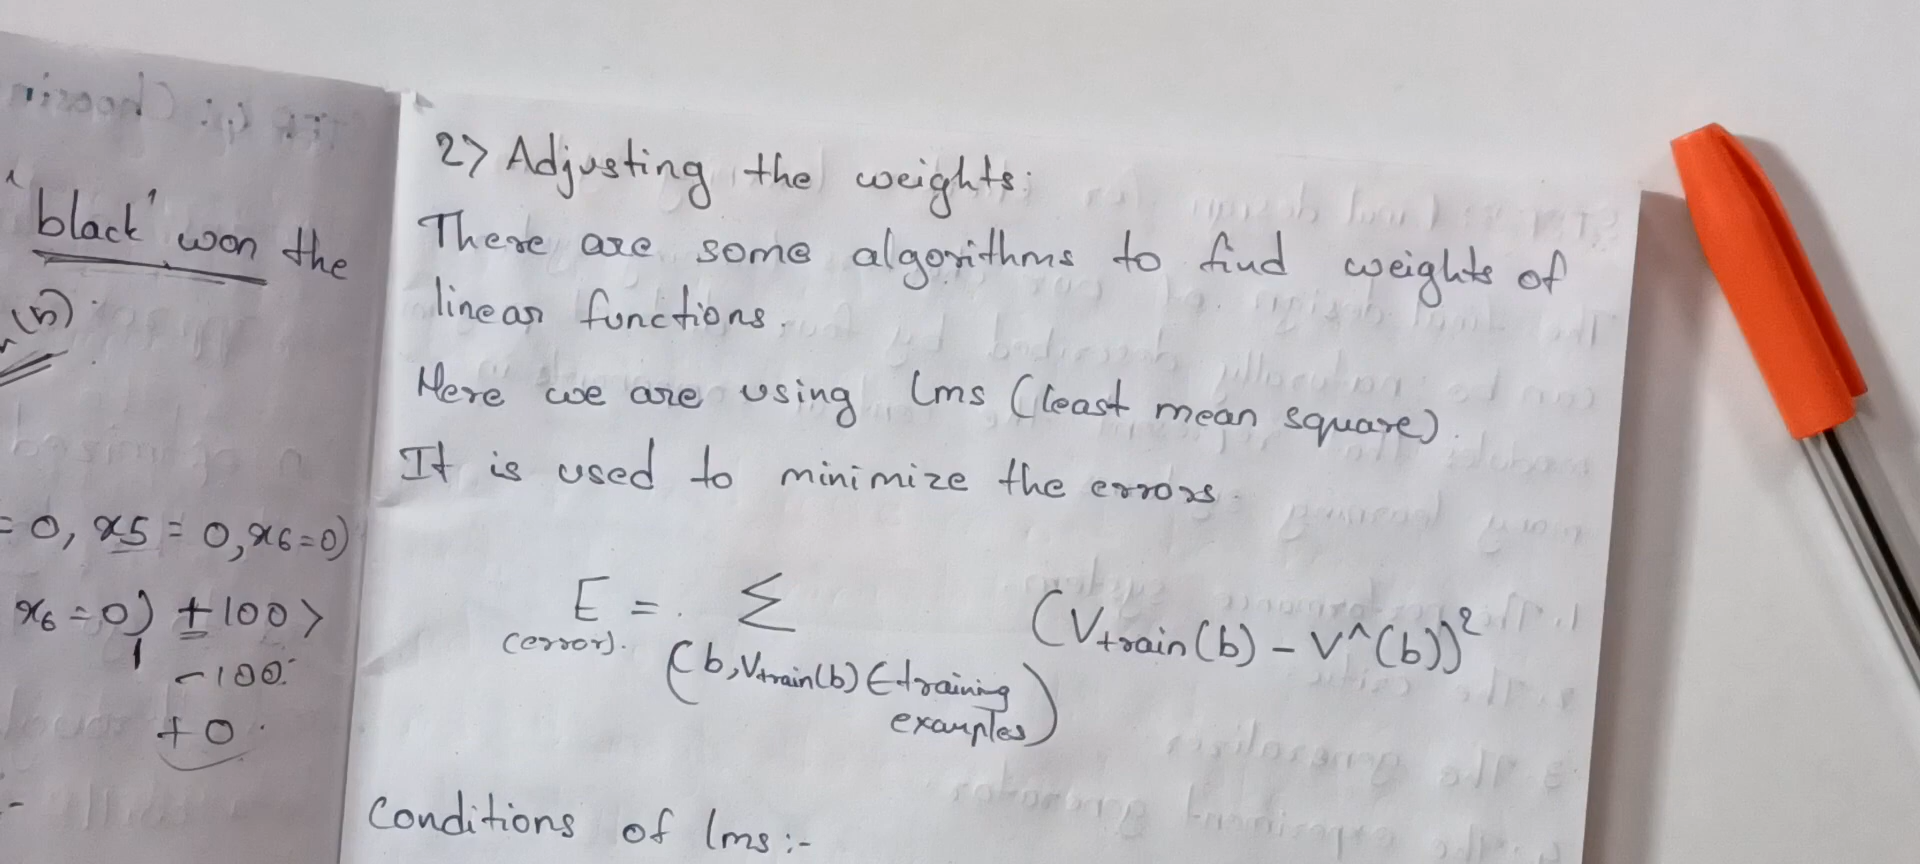 'black' won the
(b)
= 0, x5 = 0, x6 = 0)
x6 = 0) ±100>
-100
+0
2> Adjusting the weights:
There are some algorithms to find weights of
linear functions.
Here we are using lms (least mean square).
It is used to minimize the errors.
E = Σ (Vtrain(b) - V^(b))²
(error).
(b, Vtrain(b) ∈ training
examples)
Conditions of lms :-